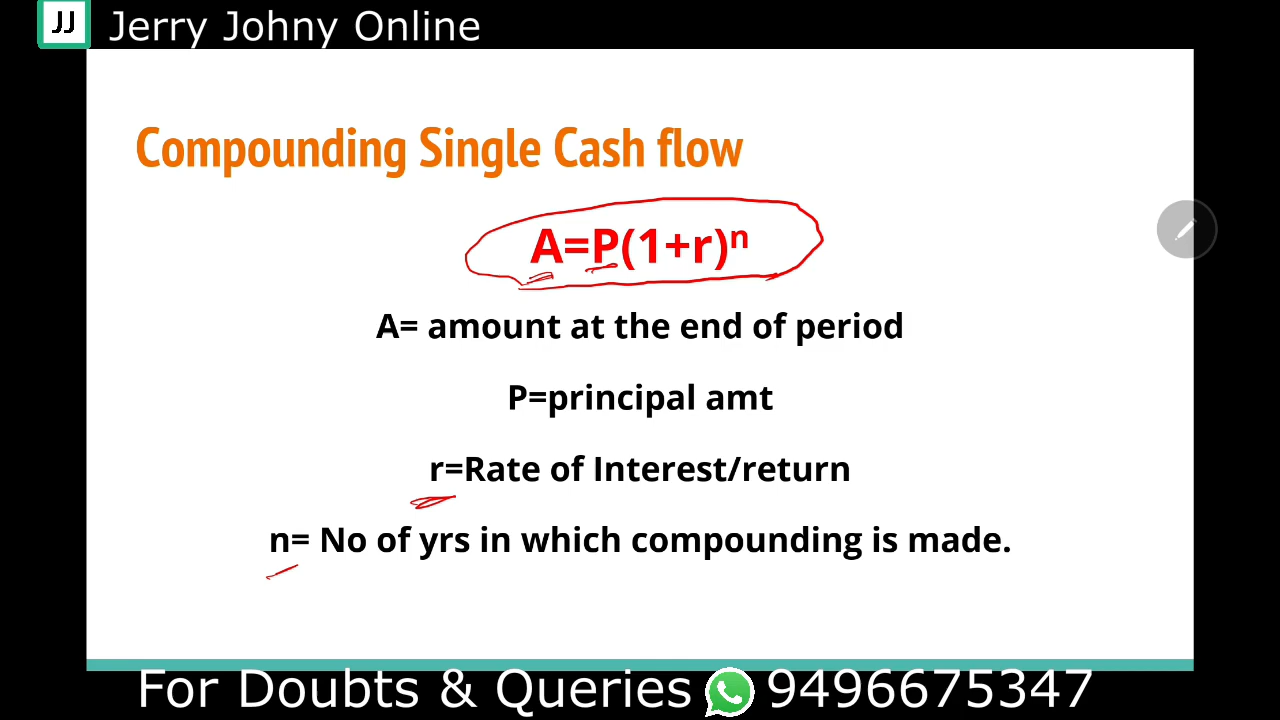 JJ Jerry Johny Online
Compounding Single Cash flow
A=P(1+r)ⁿ
A= amount at the end of period
P=principal amt
r=Rate of Interest/return
n= No of yrs in which compounding is made.
For Doubts & Queries 9496675347